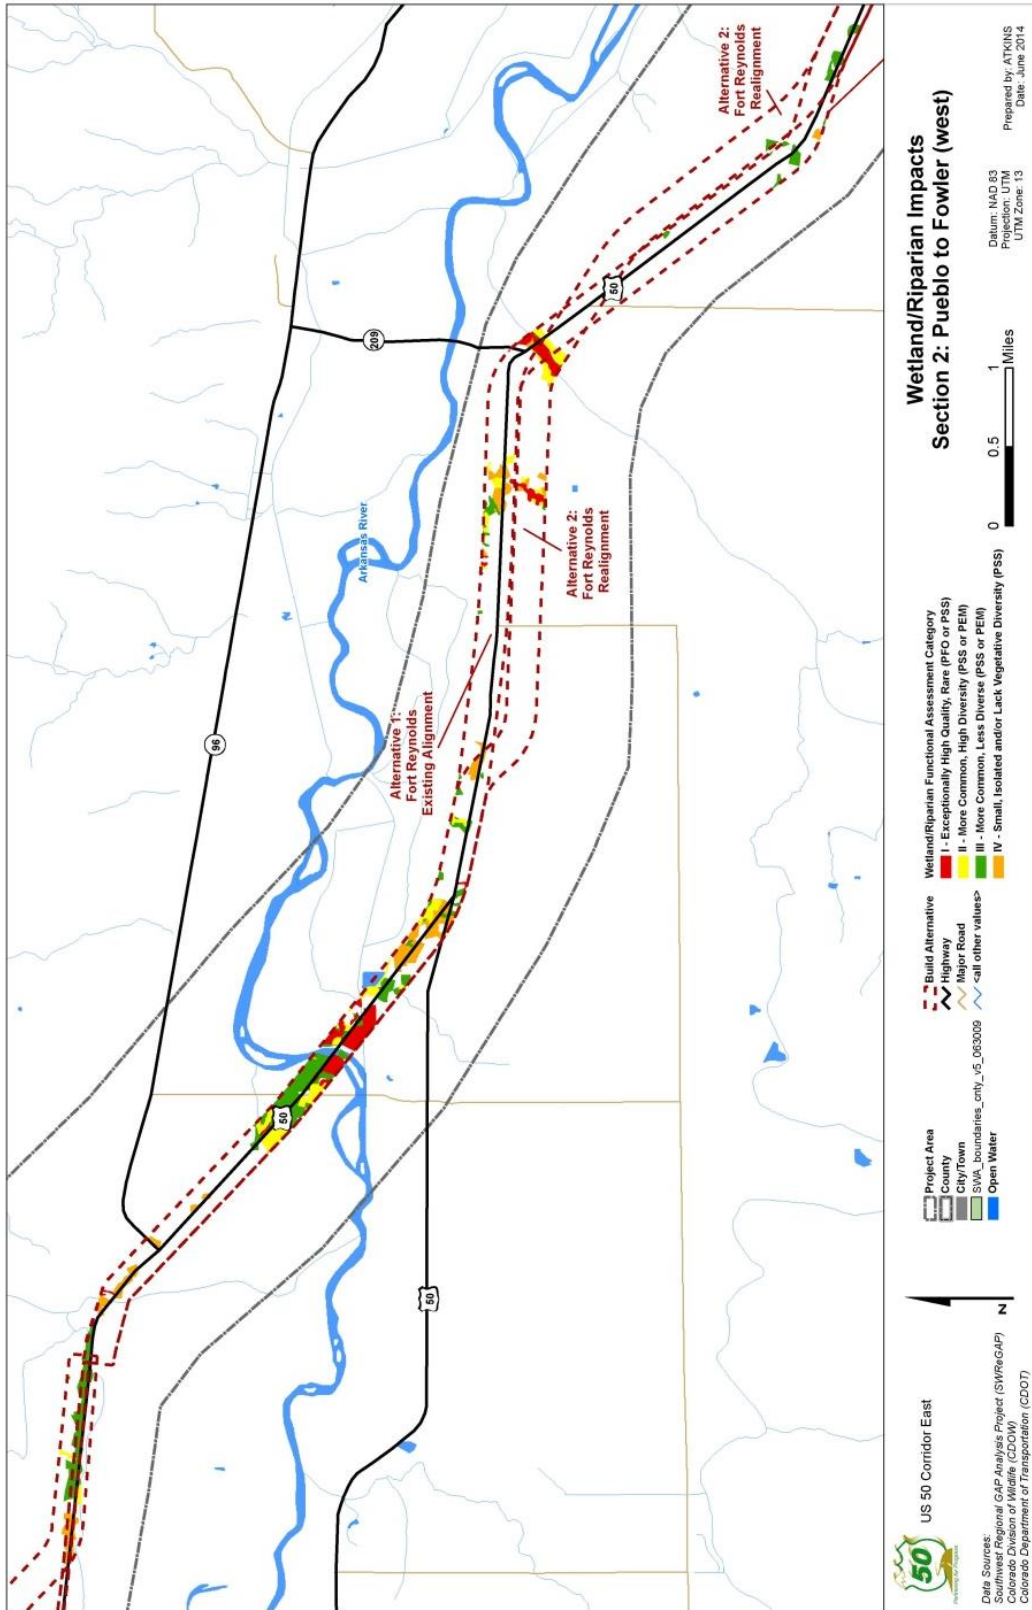 96
209
50
50
50
Arkansas River
Alternative 1:
Fort Reynolds
Existing Alignment
Alternative 2:
Fort Reynolds
Realignment
Alternative 2:
Fort Reynolds
Realignment
50
US 50 Corridor East
Data Sources:
Southwest Regional GAP Analysis Project (SWReGAP)
Colorado Division of Wildlife (CDOW)
Colorado Department of Transportation (CDOT)
N
Project Area
County
City/Town
SWA_boundaries_cnty_v5_063009
Open Water
Build Alternative
Highway
Major Road
<all other values>
Wetland/Riparian Functional Assessment Category
I - Exceptionally High Quality, Rare (PFO or PSS)
II - More Common, High Diversity (PSS or PEM)
III - More Common, Less Diverse (PSS or PEM)
IV - Small, Isolated and/or Lack Vegetative Diversity (PSS)
Wetland/Riparian Impacts
Section 2: Pueblo to Fowler (west)
0 0.5 1
Miles
Datum: NAD 83
Projection: UTM
UTM Zone: 13
Prepared by: ATKINS
Date: June 2014